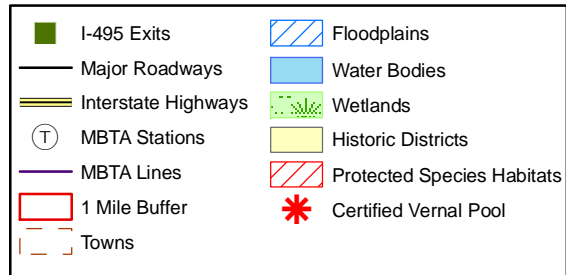 I-495 Exits
Major Roadways
Interstate Highways
T
MBTA Stations
MBTA Lines
1 Mile Buffer
Towns
Floodplains
Water Bodies
Wetlands
Historic Districts
Protected Species Habitats
Certified Vernal Pool